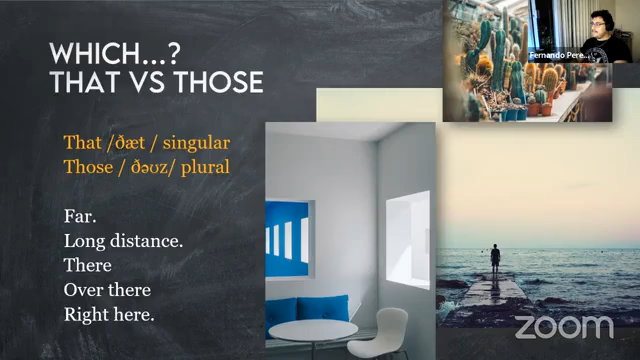 WHICH...?
THAT VS THOSE
That /ðæt / singular
Those / ðəʊz/ plural
Far.
Long distance.
There
Over there
Right here.
Fernando Pere...
zoom